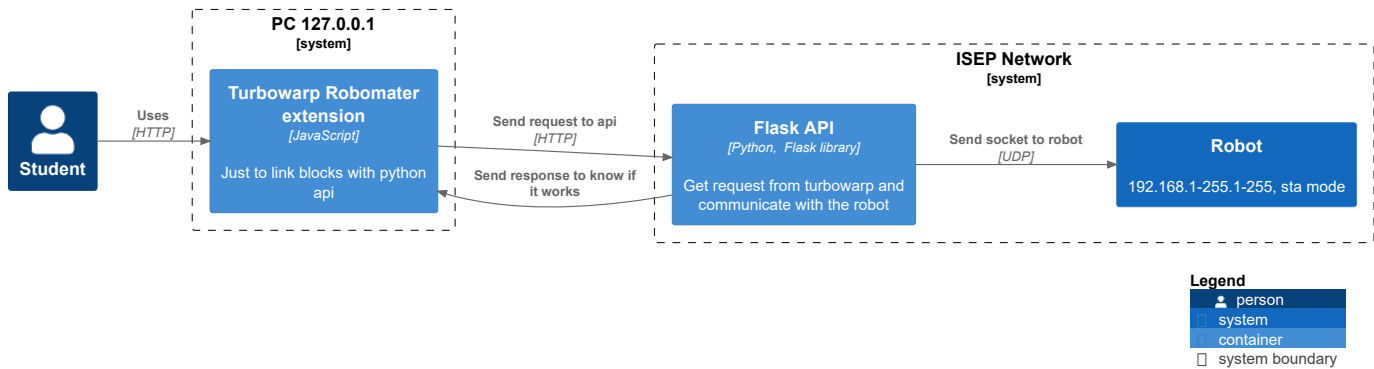 PC 127.0.0.1
[system]
Turbowarp Robomater
extension
[JavaScript]
Just to link blocks with python
api
Student
Uses
[HTTP]
Send request to api
[HTTP]
Send response to know if
it works
ISEP Network
[system]
Flask API
[Python, Flask library]
Get request from turbowarp and
communicate with the robot
Send socket to robot
[UDP]
Robot
192.168.1-255.1-255, sta mode
Legend
person
system
container
system boundary